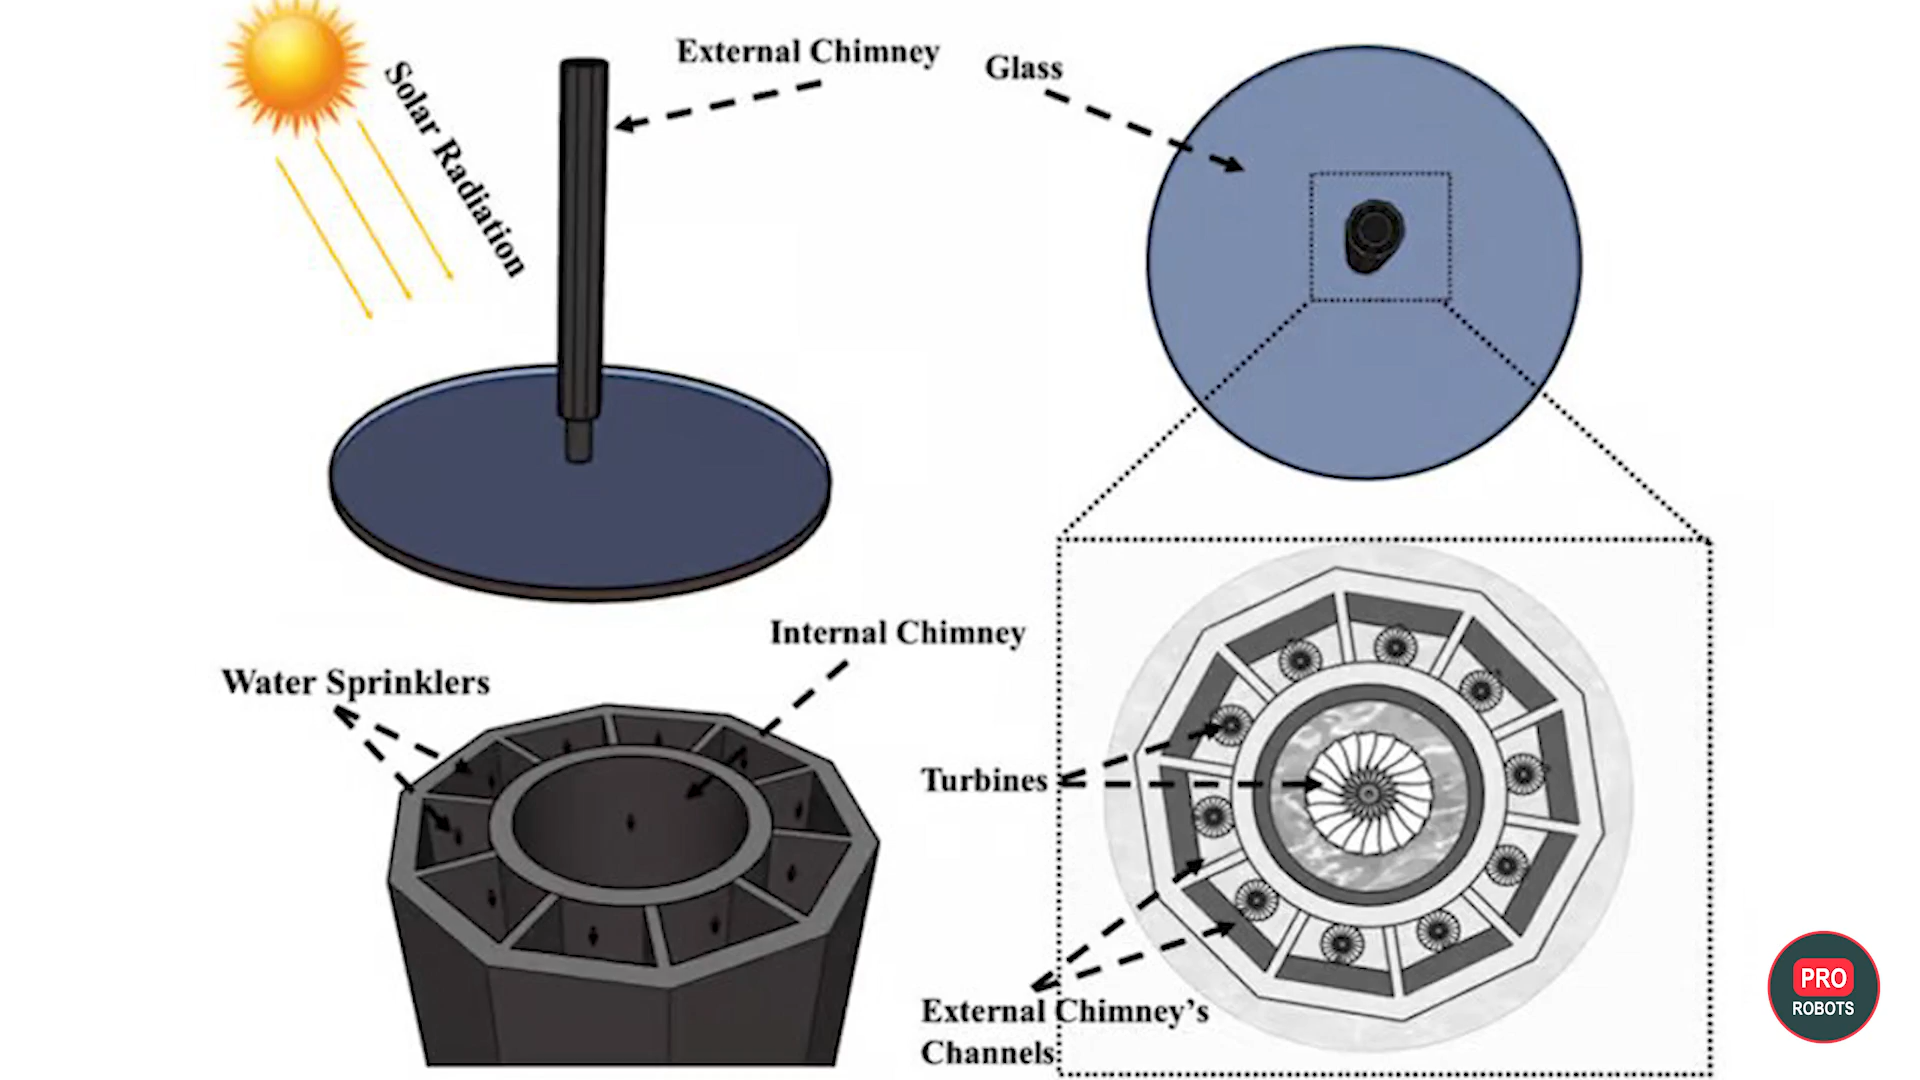 Solar Radiation
External Chimney
Glass
Internal Chimney
Water Sprinklers
Turbines
External Chimney's
Channels
PRO
ROBOTS